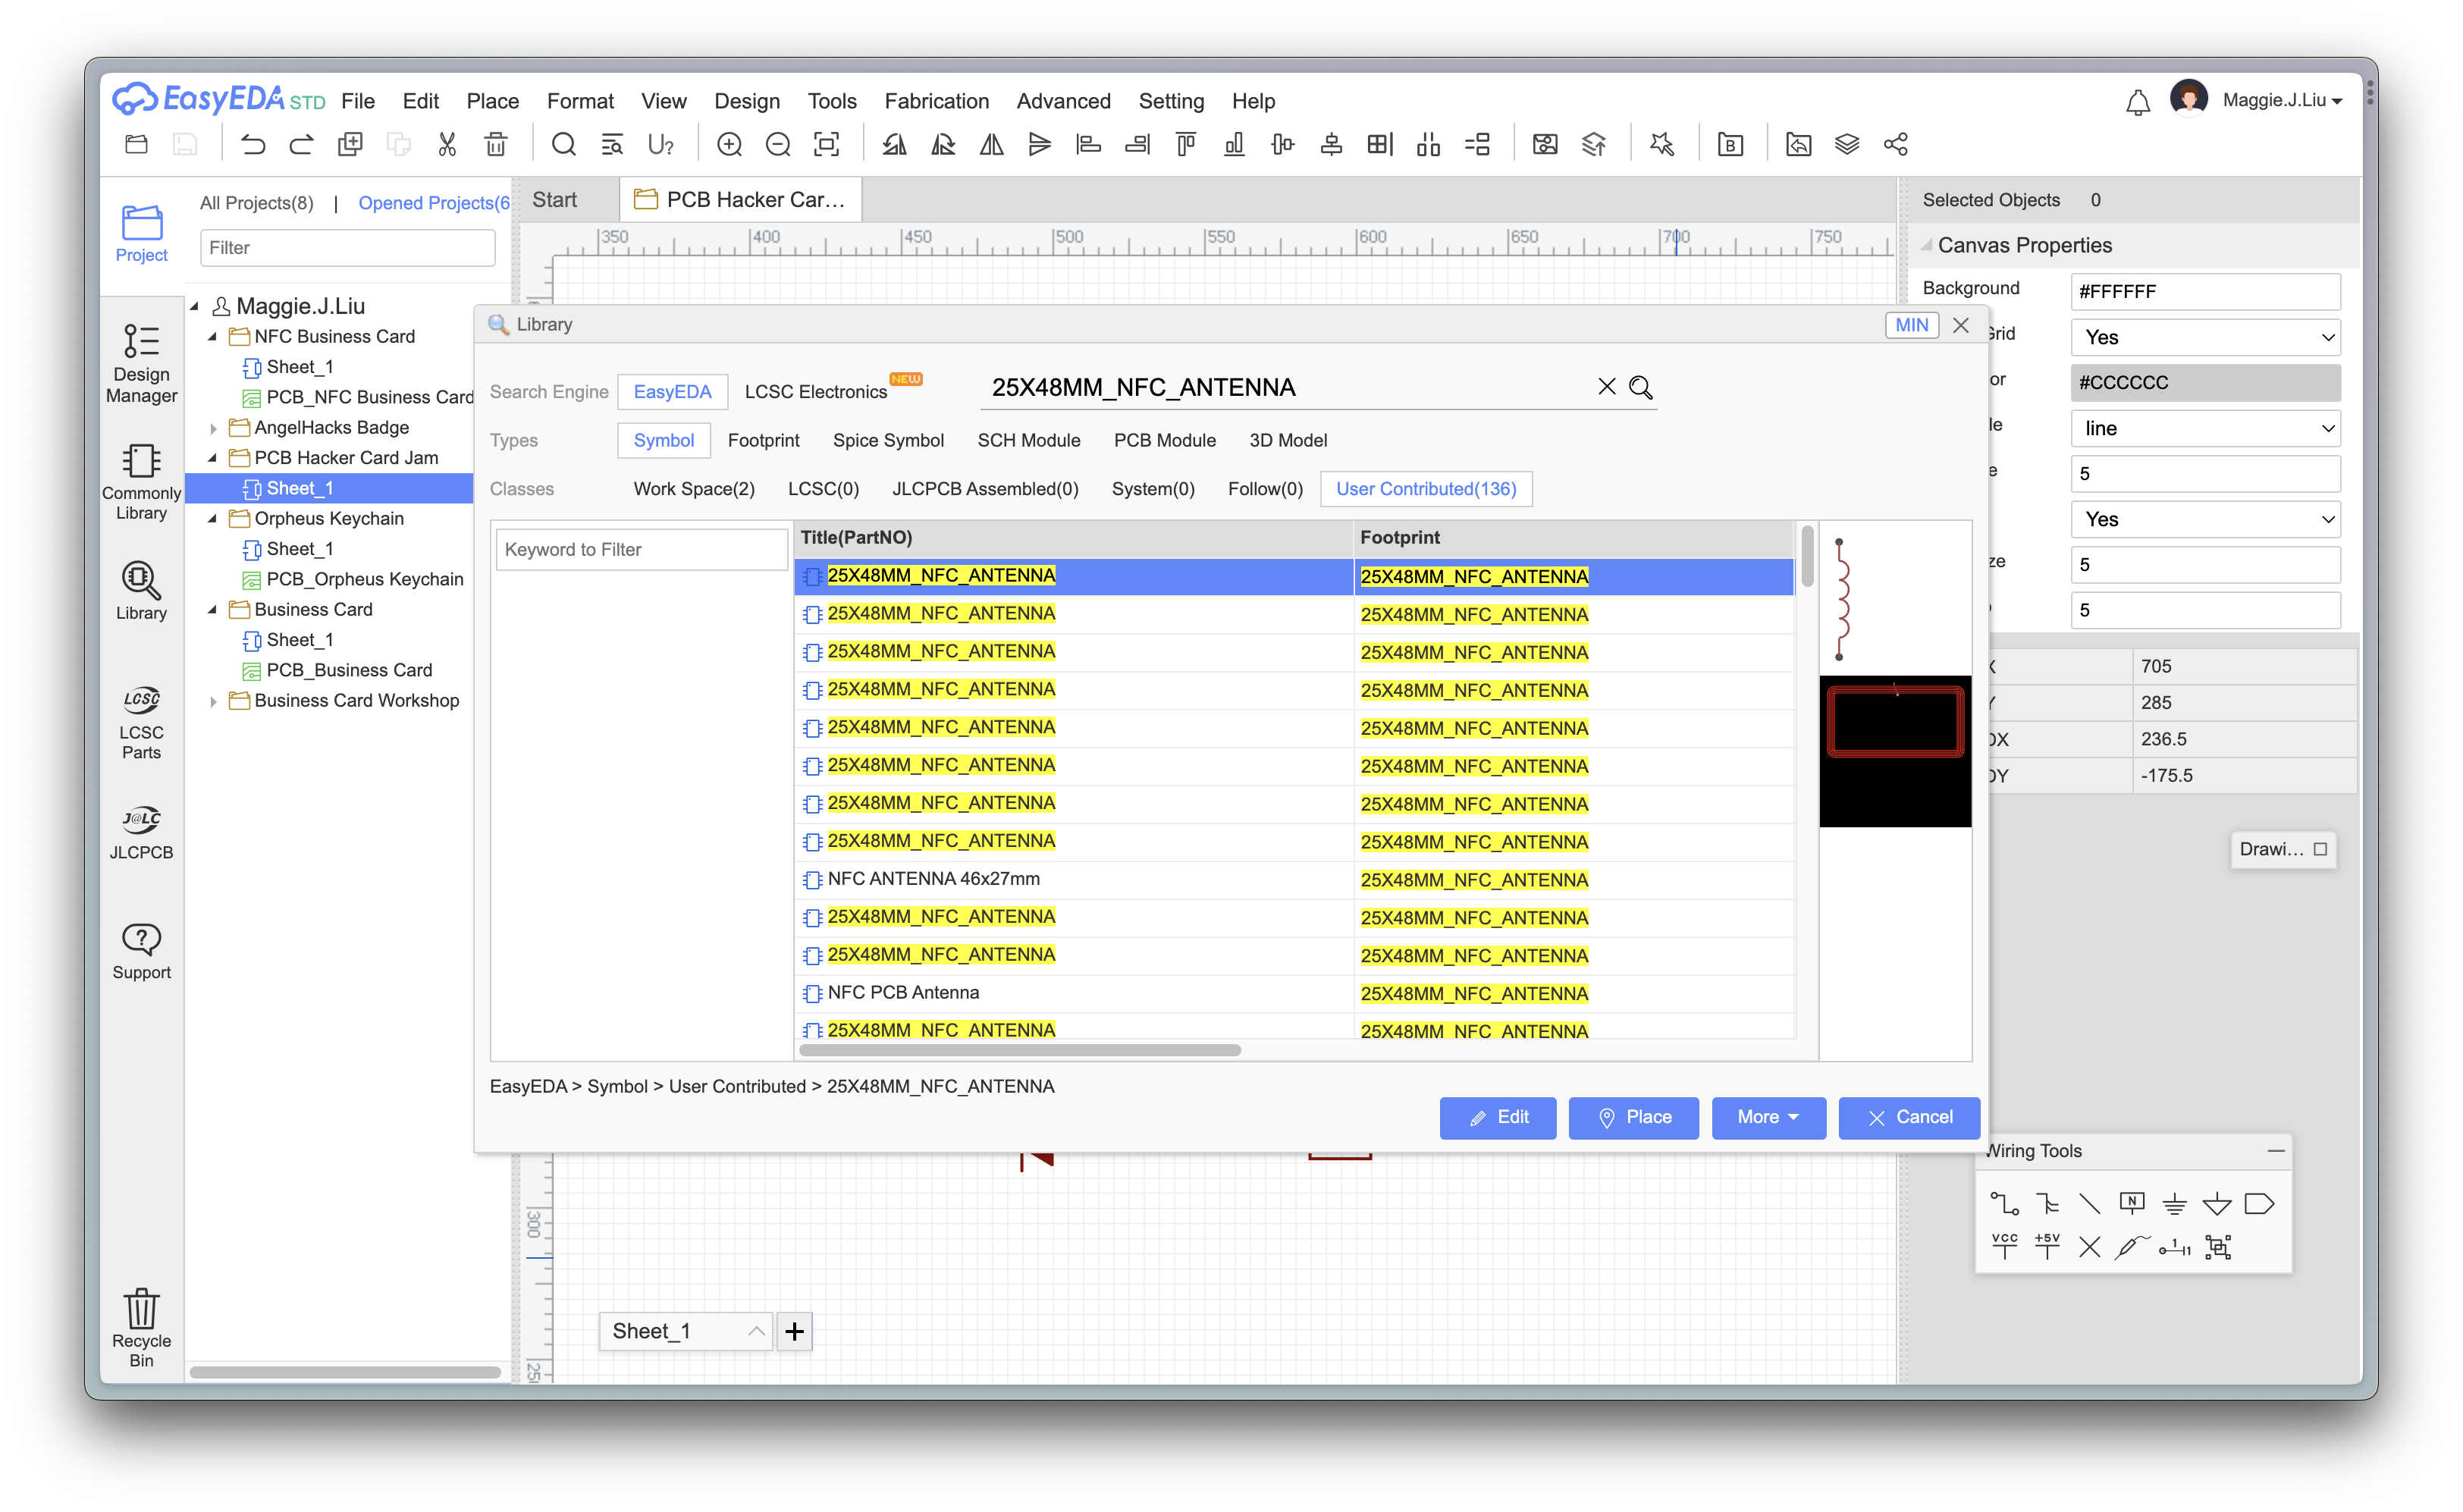 EasyEDA STD File Edit Place Format View Design Tools Fabrication Advanced Setting Help Maggie.J.Liu
U?
B
Project
Design
Manager
Commonly
Library
Library
LCSC
LCSC
Parts
J@LC
JLCPCB
?
Support
Recycle
Bin
All Projects(8) | Opened Projects(6
Filter
Maggie.J.Liu
NFC Business Card
Sheet_1
PCB_NFC Business Card
AngelHacks Badge
PCB Hacker Card Jam
Sheet_1
Orpheus Keychain
Sheet_1
PCB_Orpheus Keychain
Business Card
Sheet_1
PCB_Business Card
Business Card Workshop
Start PCB Hacker Car...
350 400 450 500 550 600 650 700 750
Library MIN
Search Engine EasyEDA LCSC Electronics NEW 25X48MM_NFC_ANTENNA
Types Symbol Footprint Spice Symbol SCH Module PCB Module 3D Model
Classes Work Space(2) LCSC(0) JLCPCB Assembled(0) System(0) Follow(0) User Contributed(136)
Keyword to Filter
Title(PartNO) Footprint
25X48MM_NFC_ANTENNA 25X48MM_NFC_ANTENNA
25X48MM_NFC_ANTENNA 25X48MM_NFC_ANTENNA
25X48MM_NFC_ANTENNA 25X48MM_NFC_ANTENNA
25X48MM_NFC_ANTENNA 25X48MM_NFC_ANTENNA
25X48MM_NFC_ANTENNA 25X48MM_NFC_ANTENNA
25X48MM_NFC_ANTENNA 25X48MM_NFC_ANTENNA
25X48MM_NFC_ANTENNA 25X48MM_NFC_ANTENNA
25X48MM_NFC_ANTENNA 25X48MM_NFC_ANTENNA
NFC ANTENNA 46x27mm 25X48MM_NFC_ANTENNA
25X48MM_NFC_ANTENNA 25X48MM_NFC_ANTENNA
25X48MM_NFC_ANTENNA 25X48MM_NFC_ANTENNA
NFC PCB Antenna 25X48MM_NFC_ANTENNA
25X48MM_NFC_ANTENNA 25X48MM_NFC_ANTENNA
EasyEDA > Symbol > User Contributed > 25X48MM_NFC_ANTENNA
Edit Place More Cancel
300
Sheet_1 +
Selected Objects 0
Canvas Properties
Background #FFFFFF
Grid Yes
or #CCCCCC
le line
e 5
Yes
ze 5
5
X 705
Y 285
DX 236.5
DY -175.5
Drawi...
Wiring Tools
N
VCC +5V 1